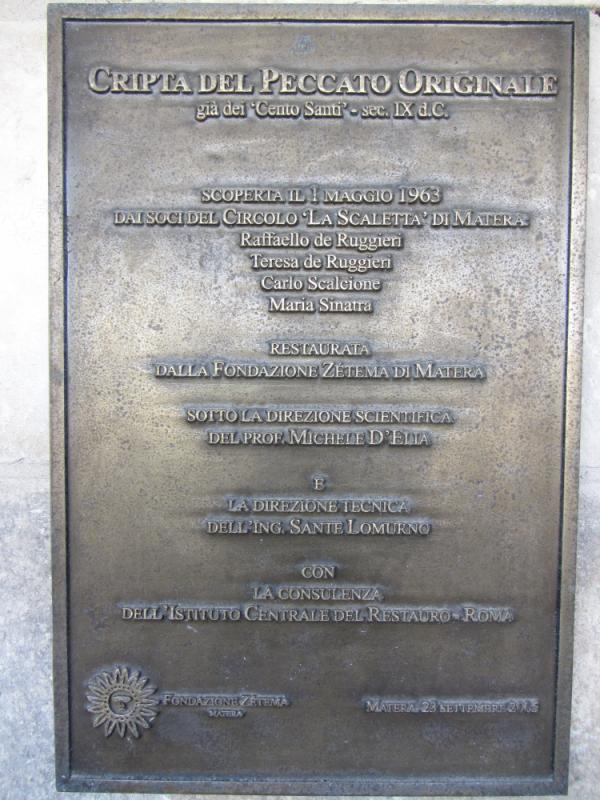 CRIPTA DEL PECCATO ORIGINALE
già dei 'Cento Santi' - sec. IX d.C.
SCOPERTA IL 1 MAGGIO 1963
DAI SOCI DEL CIRCOLO 'LA SCALETTA' DI MATERA
Raffaello de Ruggieri
Teresa de Ruggieri
Carlo Scalcione
Maria Sinatra
RESTAURATA
DALLA FONDAZIONE ZÉTEMA DI MATERA
SOTTO LA DIREZIONE SCIENTIFICA
DEL PROF. MICHELE D'ELIA
E
LA DIREZIONE TECNICA
DELL'ING. SANTE LOMURNO
CON
LA CONSULENZA
DELL'ISTITUTO CENTRALE DEL RESTAURO - ROMA
FONDAZIONE ZÉTEMA
MATERA
MATERA, 23 SETTEMBRE 2005